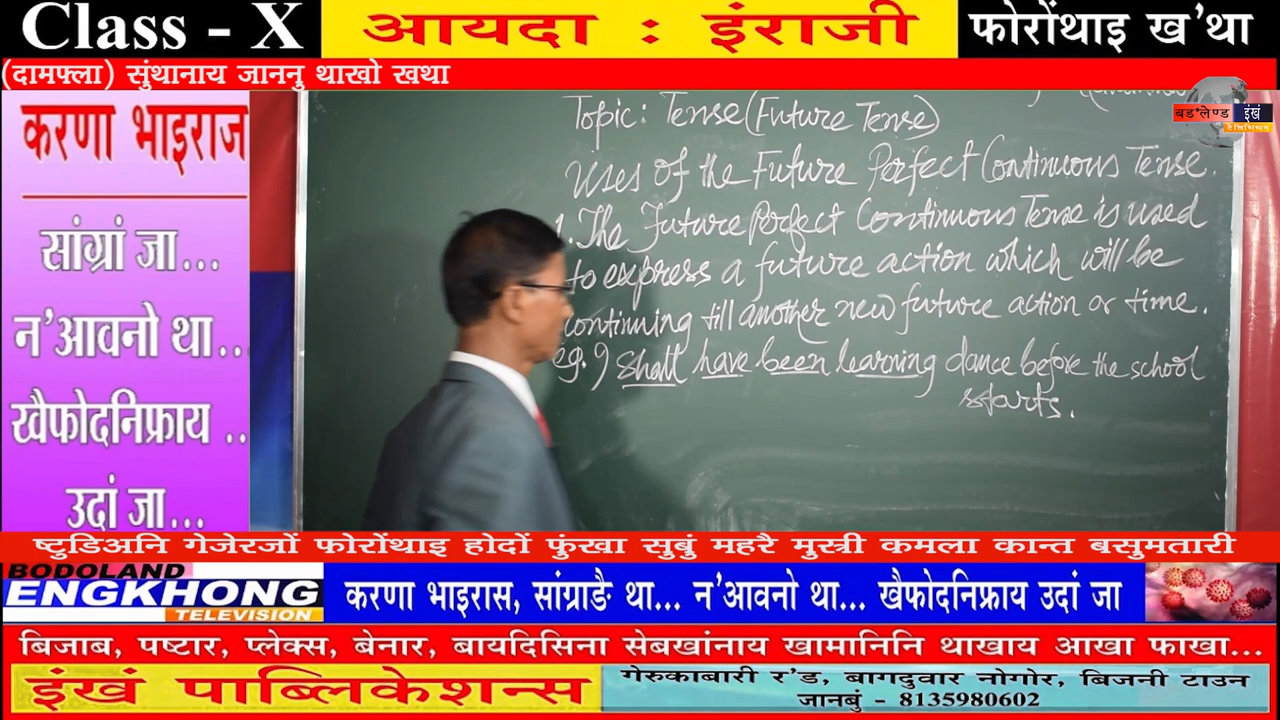 Class - X
आयदा : इंराजी
फोरोंथाइ ख'था
(दामफ्ला) सुंथानाय जाननु थाखो खथा
करणा भाइराज
सांग्रां जा...
न'आवनो था...
खैफोदनिफ्राय ..
उदां जा...
बड'लेण्ड इंखं
टेलिभिषन
Topic: Tense (Future Tense)
Uses of the Future Perfect Continuous Tense.
1. The Future Perfect Continuous Tense is used
to express a future action which will be
continuing till another new future action or time.
eg. I shall have been learning dance before the school
starts.
ष्टुडिअनि गेजेरजों फोरोंथाइ होदों फुंखा सुबुं महरै मुस्री कमला कान्त बसुमतारी
BODOLAND
ENGKHONG
TELEVISION
करणा भाइरास, सांग्राङै था... न'आवनो था... खैफोदनिफ्राय उदां जा
बिजाब, पष्टार, प्लेक्स, बेनार, बायदिसिना सेबखांनाय खामानिनि थाखाय आखा फाखा...
इंखं पाब्लिकेशन्स
गेरुकाबारी र'ड, बागदुवार नोगोर, बिजनी टाउन
जानबुं - 8135980602